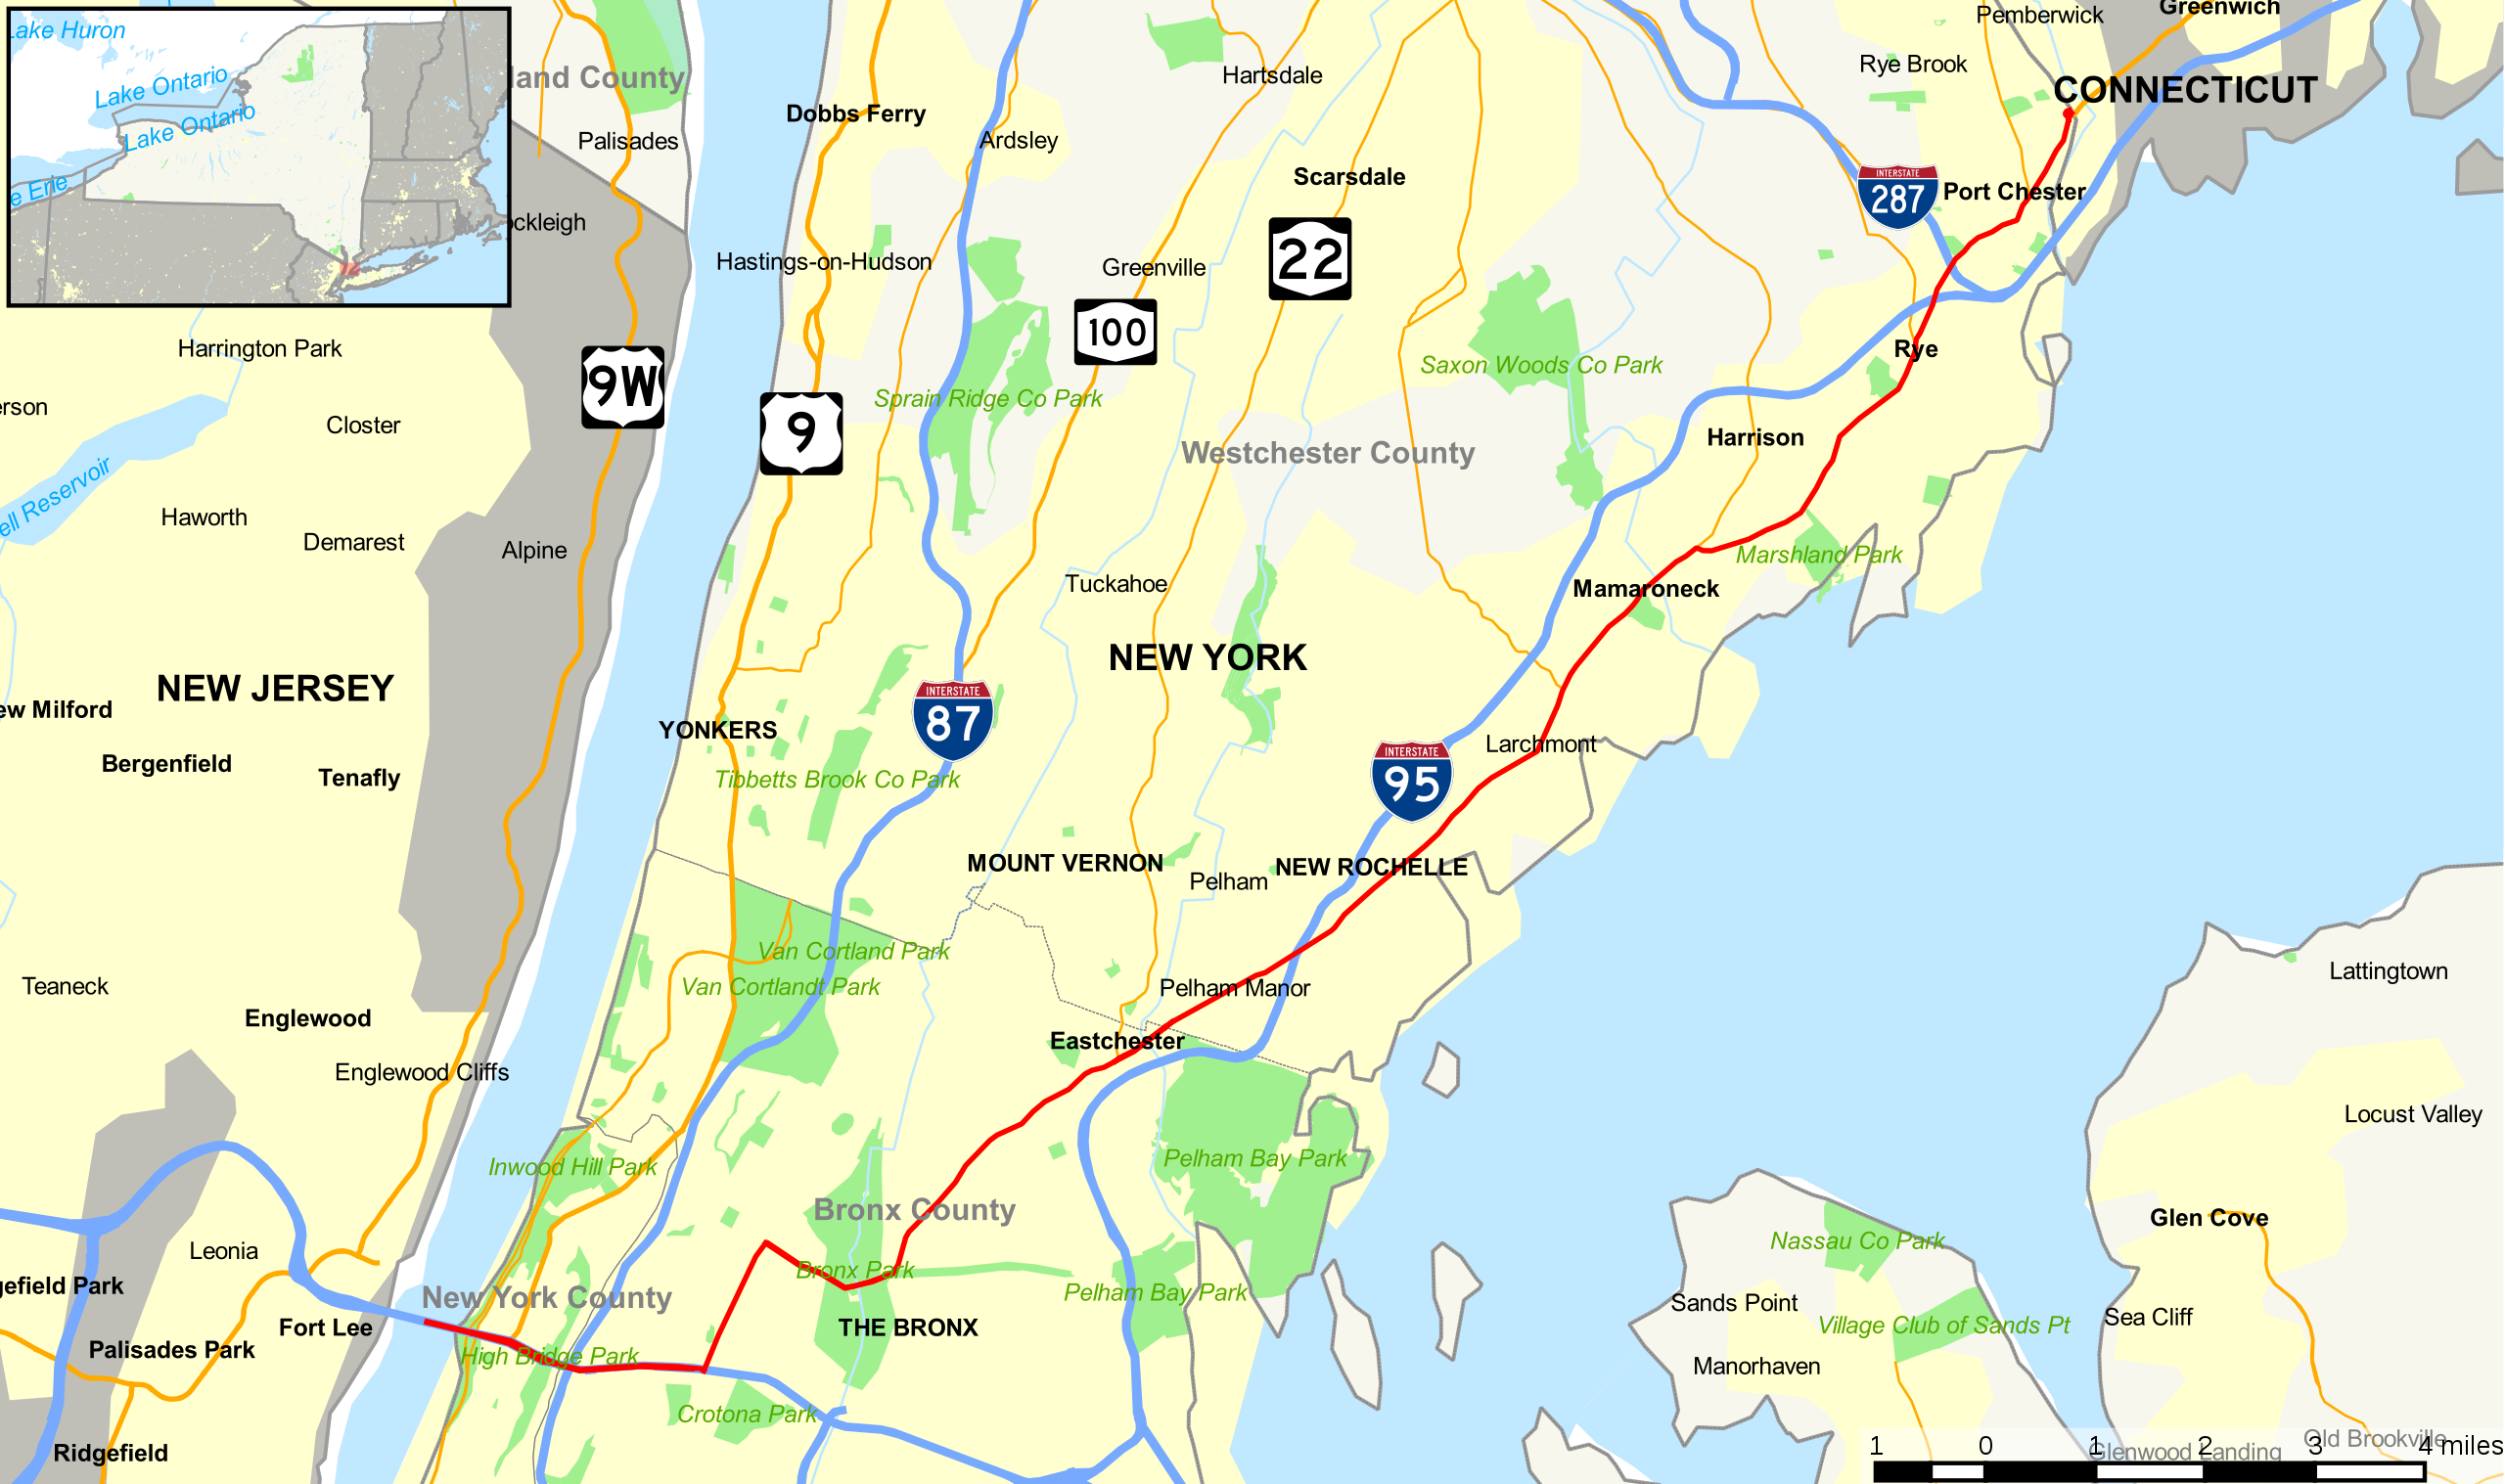 Lake Huron
Lake Ontario
Lake Ontario
e Erie
land County
Palisades
ockleigh
Pemberwick
Greenwich
Rye Brook
CONNECTICUT
Hartsdale
Dobbs Ferry
Ardsley
Scarsdale
INTERSTATE
287
Port Chester
Hastings-on-Hudson
Greenville
22
100
Harrington Park
9W
9
Rye
Saxon Woods Co Park
Sprain Ridge Co Park
erson
Closter
Westchester County
Harrison
ell Reservoir
Haworth
Demarest
Alpine
Marshland Park
Tuckahoe
Mamaroneck
NEW YORK
NEW JERSEY
ew Milford
YONKERS
INTERSTATE
87
Larchmont
INTERSTATE
95
Bergenfield
Tenafly
Tibbetts Brook Co Park
MOUNT VERNON
Pelham
NEW ROCHELLE
Van Cortland Park
Van Cortlandt Park
Teaneck
Pelham Manor
Lattingtown
Englewood
Eastchester
Englewood Cliffs
Locust Valley
Inwood Hill Park
Pelham Bay Park
Bronx County
Glen Cove
Leonia
Nassau Co Park
Bronx Park
gefield Park
Pelham Bay Park
New York County
Sands Point
Fort Lee
THE BRONX
Village Club of Sands Pt
Sea Cliff
Palisades Park
High Bridge Park
Manorhaven
Crotona Park
Ridgefield
Glenwood Landing
Old Brookville
1 0 1 2 3 4 miles